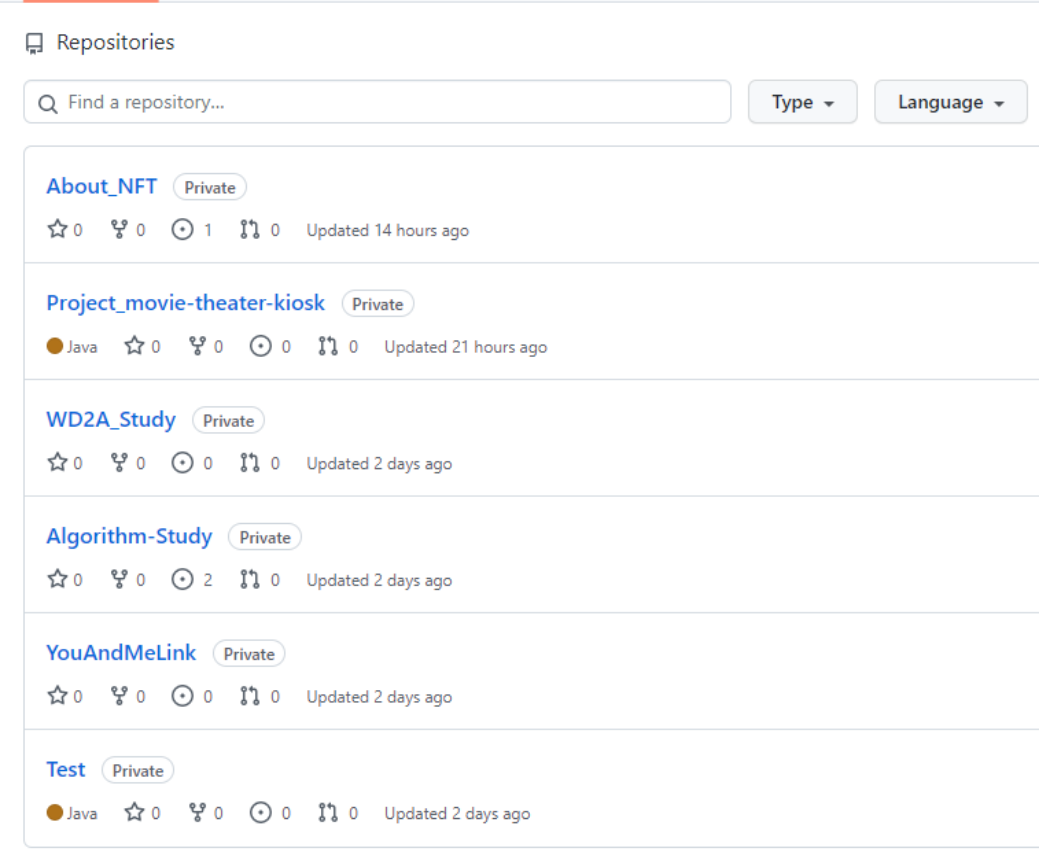 Repositories
Find a repository...
Type
Language
About_NFT Private
0 0 1 0 Updated 14 hours ago
Project_movie-theater-kiosk Private
Java 0 0 0 0 Updated 21 hours ago
WD2A_Study Private
0 0 0 0 Updated 2 days ago
Algorithm-Study Private
0 0 2 0 Updated 2 days ago
YouAndMeLink Private
0 0 0 0 Updated 2 days ago
Test Private
Java 0 0 0 0 Updated 2 days ago